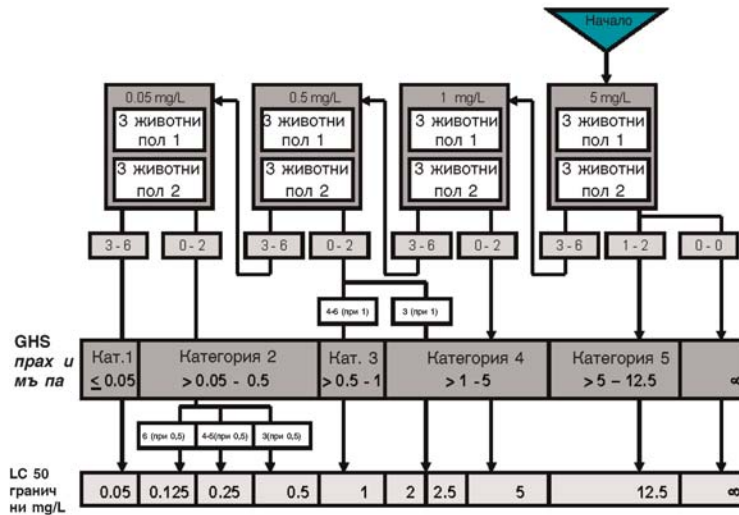 Начало
0.05 mg/L
0.5 mg/L
1 mg/L
5 mg/L
3 животни
пол 1
3 животни
пол 1
3 животни
пол 1
3 животни
пол 1
3 животни
пол 2
3 животни
пол 2
3 животни
пол 2
3 животни
пол 2
3 - 6
0 - 2
3 - 6
0 - 2
3 - 6
0 - 2
3 - 6
1 - 2
0 - 0
4-6 (при 1)
3 (при 1)
GHS
прах и
мъ па
Кат.1
≤ 0.05
Категория 2
> 0.05 - 0.5
Кат. 3
> 0.5 - 1
Категория 4
> 1 - 5
Категория 5
> 5 – 12.5
∞
6 (при 0,5)
4-5(при 0,5)
3(при 0,5)
LC 50
гранич
ни mg/L
0.05
0.125
0.25
0.5
1
2
2.5
5
12.5
∞